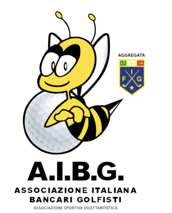 AGGREGATA
F I G
A.I.B.G.
ASSOCIAZIONE ITALIANA
BANCARI GOLFISTI
ASSOCIAZIONE SPORTIVA DILETTANTISTICA